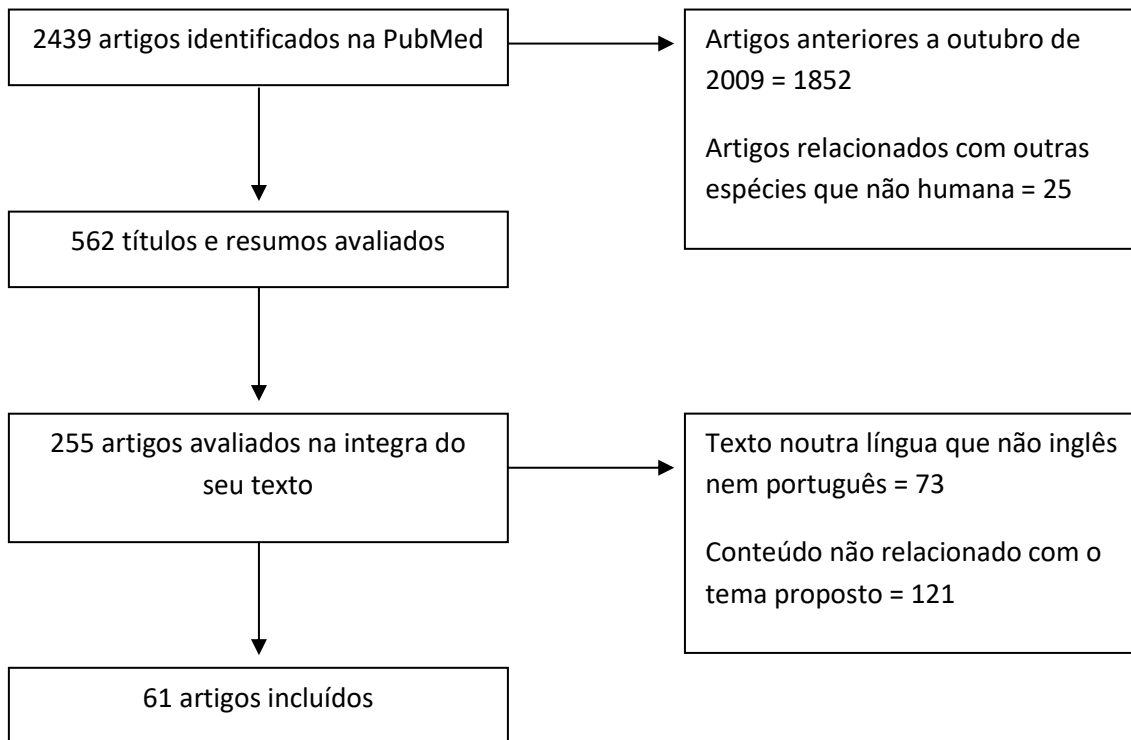 2439 artigos identificados na PubMed
Artigos anteriores a outubro de
2009 = 1852
Artigos relacionados com outras
espécies que não humana = 25
562 títulos e resumos avaliados
255 artigos avaliados na integra do
seu texto
Texto noutra língua que não inglês
nem português = 73
Conteúdo não relacionado com o
tema proposto = 121
61 artigos incluídos